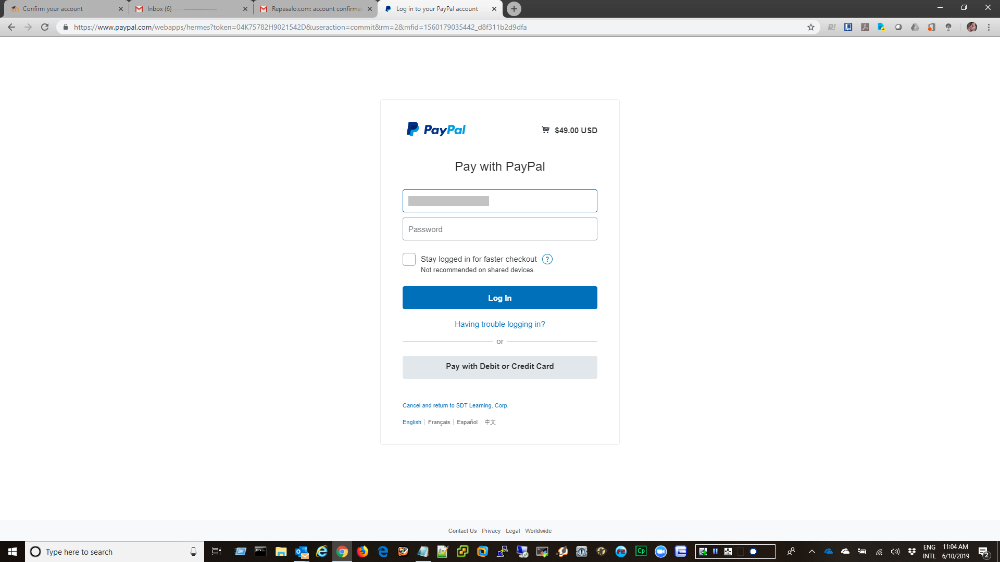 Confirm your account
Inbox (6)
Repasalo.com: account confirmat
Log in to your PayPal account
https://www.paypal.com/webapps/hermes?token=04K75782H9021542D&useraction=commit&rm=2&mfid=1560179035442_d8f311b2d9dfa
R!
PayPal
$49.00 USD
Pay with PayPal
Password
Stay logged in for faster checkout ?
Not recommended on shared devices.
Log In
Having trouble logging in?
or
Pay with Debit or Credit Card
Cancel and return to SDT Learning, Corp.
English Français Español 中文
Contact Us Privacy Legal Worldwide
Type here to search
Cp
ENG
INTL
11:04 AM
6/10/2019
2